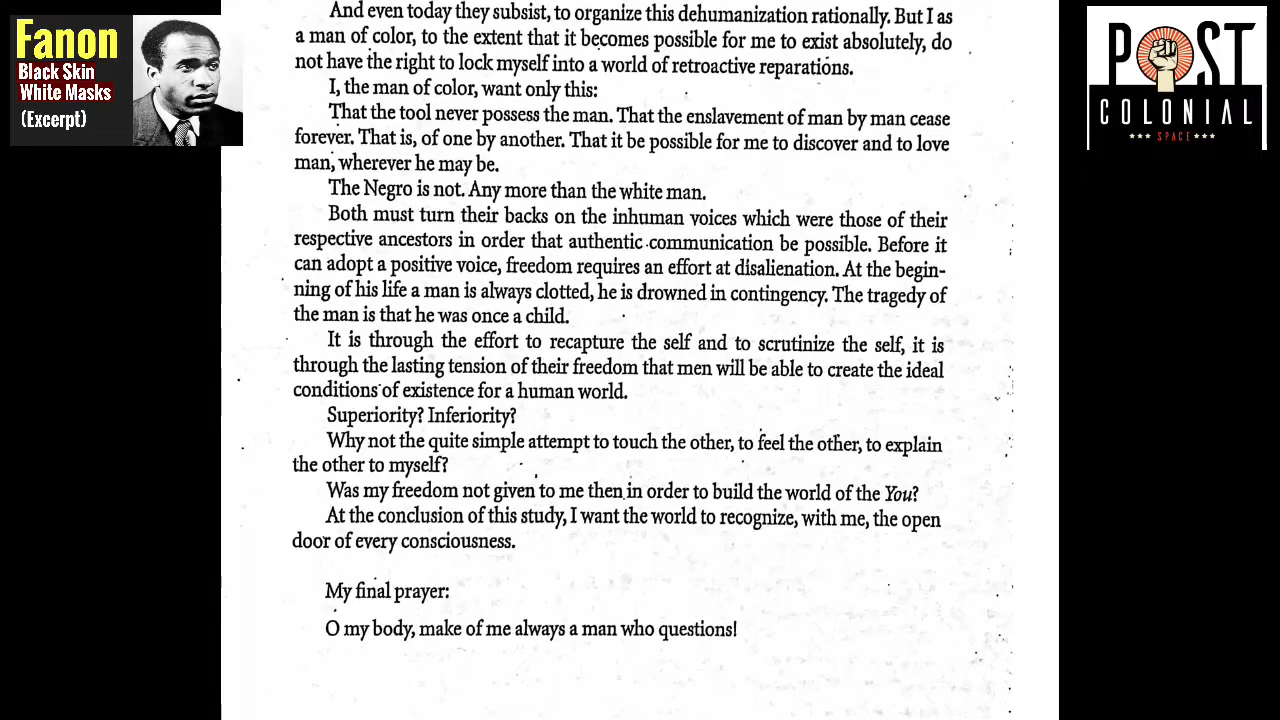 Fanon
Black Skin
White Masks
(Excerpt)
POST
COLONIAL
SPACE
And even today they subsist, to organize this dehumanization rationally. But I as
a man of color, to the extent that it becomes possible for me to exist absolutely, do
not have the right to lock myself into a world of retroactive reparations.
I, the man of color, want only this:
That the tool never possess the man. That the enslavement of man by man cease
forever. That is, of one by another. That it be possible for me to discover and to love
man, wherever he may be.
The Negro is not. Any more than the white man.
Both must turn their backs on the inhuman voices which were those of their
respective ancestors in order that authentic communication be possible. Before it
can adopt a positive voice, freedom requires an effort at disalienation. At the begin-
ning of his life a man is always clotted, he is drowned in contingency. The tragedy of
the man is that he was once a child.
It is through the effort to recapture the self and to scrutinize the self, it is
through the lasting tension of their freedom that men will be able to create the ideal
conditions of existence for a human world.
Superiority? Inferiority?
Why not the quite simple attempt to touch the other, to feel the other, to explain
the other to myself?
Was my freedom not given to me then in order to build the world of the You?
At the conclusion of this study, I want the world to recognize, with me, the open
door of every consciousness.
My final prayer:
O my body, make of me always a man who questions!